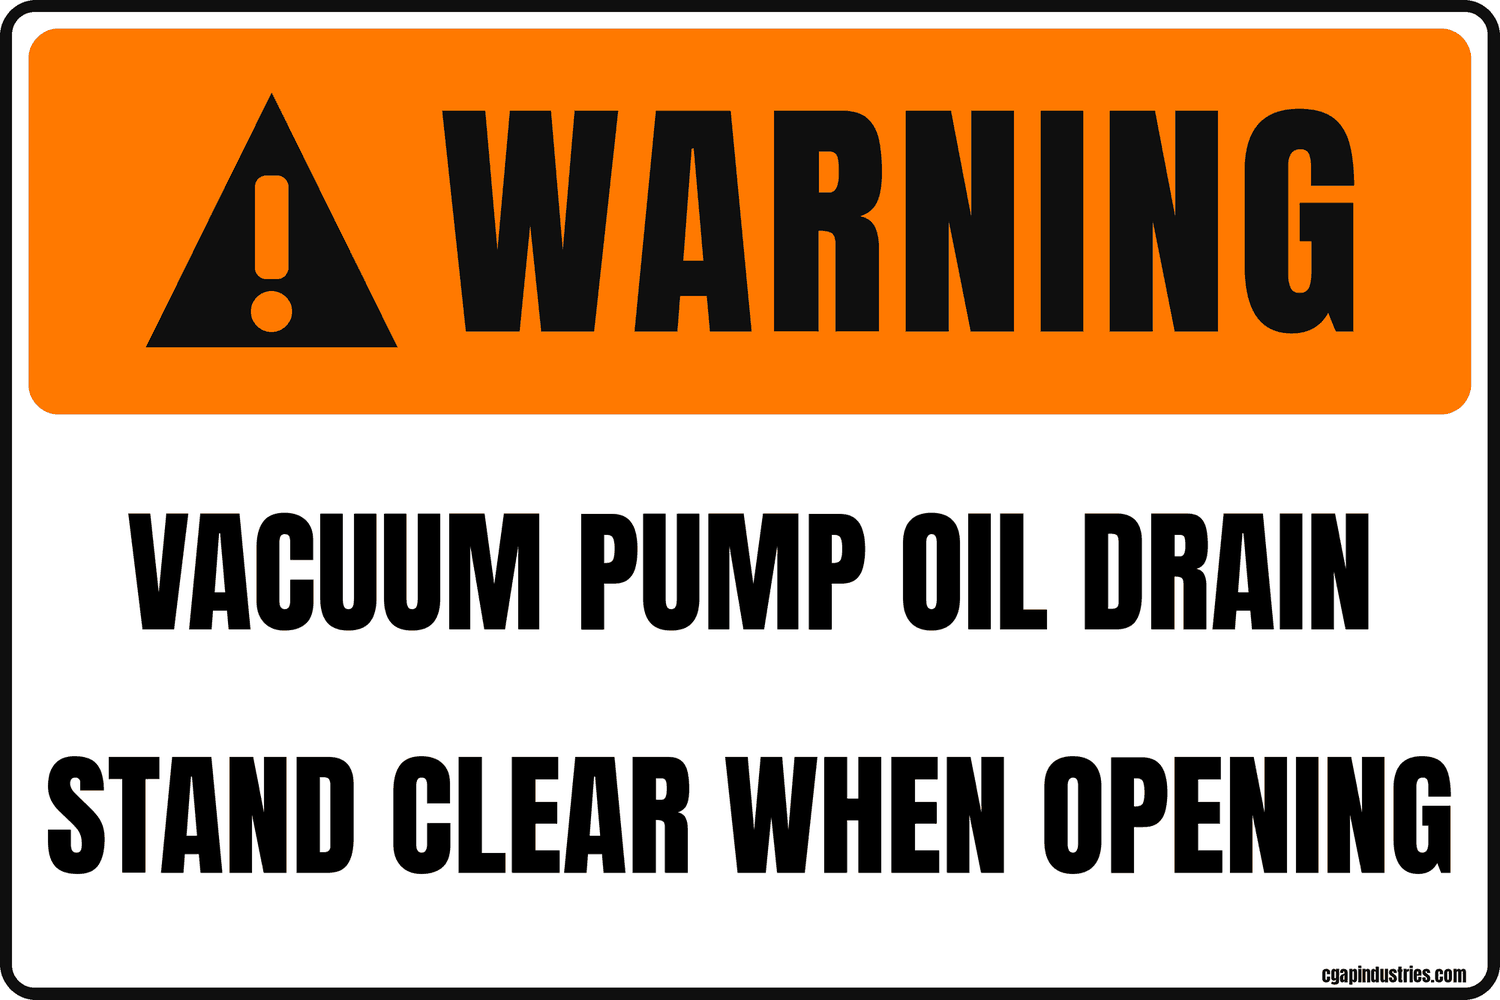 WARNING
VACUUM PUMP OIL DRAIN
STAND CLEAR WHEN OPENING
cgapindustries.com